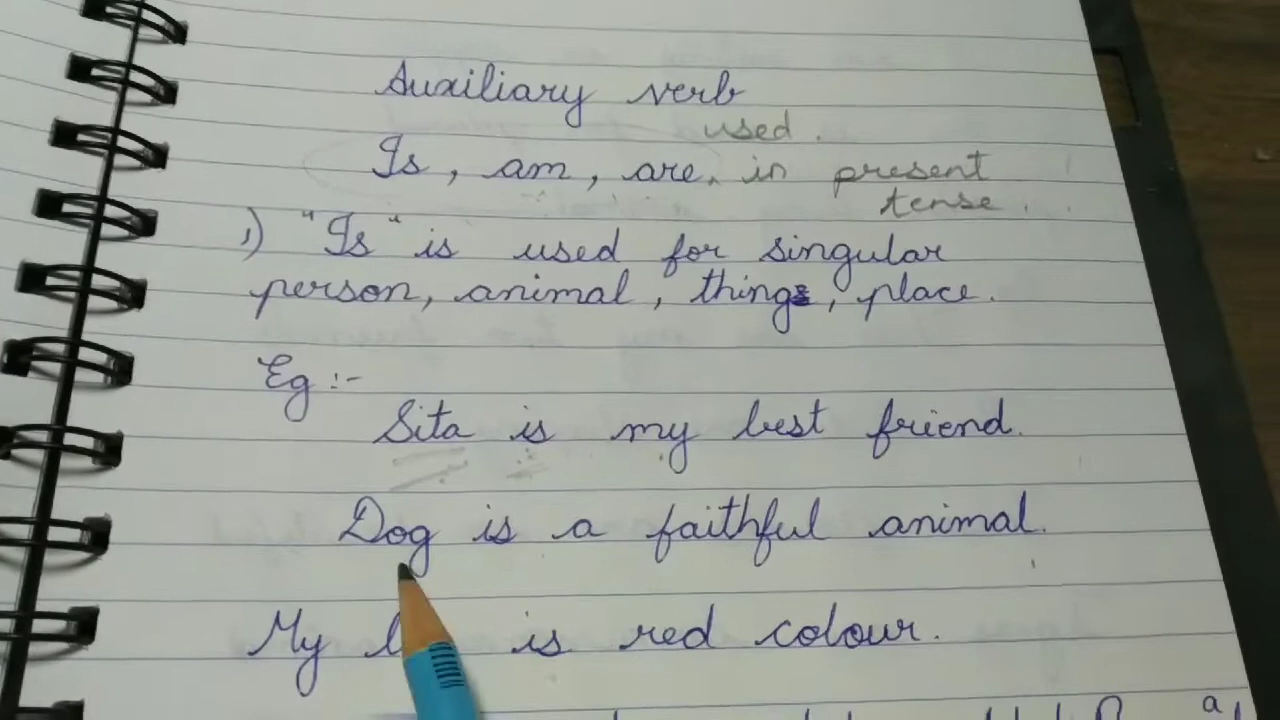 Auxiliary verb
used.
Is, am, are. in present
tense.
1) "Is" is used for singular
person, animal, thing, place.
Eg :-
Sita is my best friend.
Dog is a faithful animal.
My is red colour.